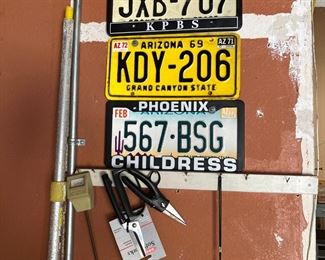 JXB-707
KPBS
AZ 72 ARIZONA 69 AZ 71
KDY-206
GRAND CANYON STATE
PHOENIX
FEB ARIZONA
567·BSG
CHILDRESS